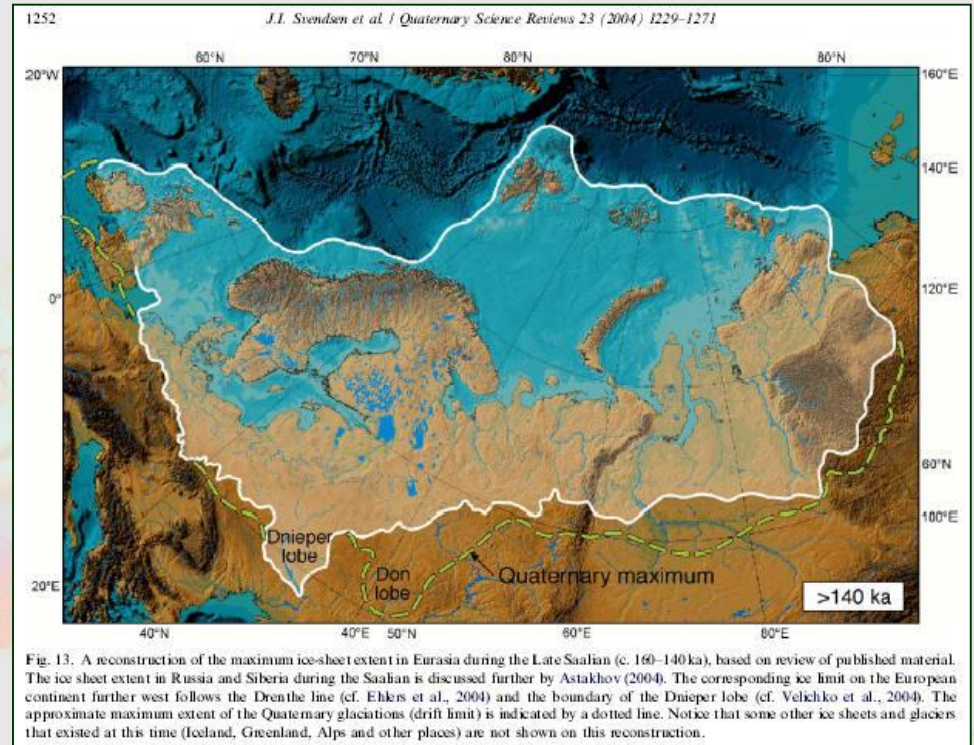 1252
J.I. Svendsen et al. / Quaternary Science Reviews 23 (2004) 1229–1271
60°N 70°N 80°N 80°N
20°W 160°E
140°E
0° 120°E
60°N
100°E
Dnieper
lobe
Don
lobe
Quaternary maximum
20°E
>140 ka
40°N 40°E 50°N 60°E 80°E
Fig. 13. A reconstruction of the maximum ice-sheet extent in Eurasia during the Late Saalian (c. 160–140 ka), based on review of published material.
The ice sheet extent in Russia and Siberia during the Saalian is discussed further by Astakhov (2004). The corresponding ice limit on the European
continent further west follows the Drenthe line (cf. Ehlers et al., 2004) and the boundary of the Dnieper lobe (cf. Velichko et al., 2004). The
approximate maximum extent of the Quaternary glaciations (drift limit) is indicated by a dotted line. Notice that some other ice sheets and glaciers
that existed at this time (Iceland, Greenland, Alps and other places) are not shown on this reconstruction.